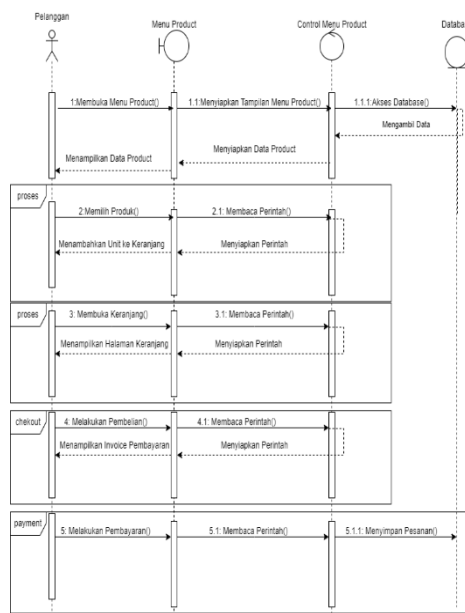 Pelanggan
Menu Product
Control Menu Product
Databa
1:Membuka Menu Product()
1.1:Menyiapkan Tampilan Menu Product()
1.1.1:Akses Database()
Mengambil Data
Menyiapkan Data Product
Menampilkan Data Product
proses
2:Memilih Produk()
2.1: Membaca Perintah()
Menambahkan Unit ke Keranjang
Menyiapkan Perintah
proses
3: Membuka Keranjang()
3.1: Membaca Perintah()
Menampilkan Halaman Keranjang
Menyiapkan Perintah
chekout
4: Melakukan Pembelian()
4.1: Membaca Perintah()
Menampilkan Invoice Pembayaran
Menyiapkan Perintah
payment
5: Melakukan Pembayaran()
5.1: Membaca Perintah()
5.1.1: Menyimpan Pesanan()